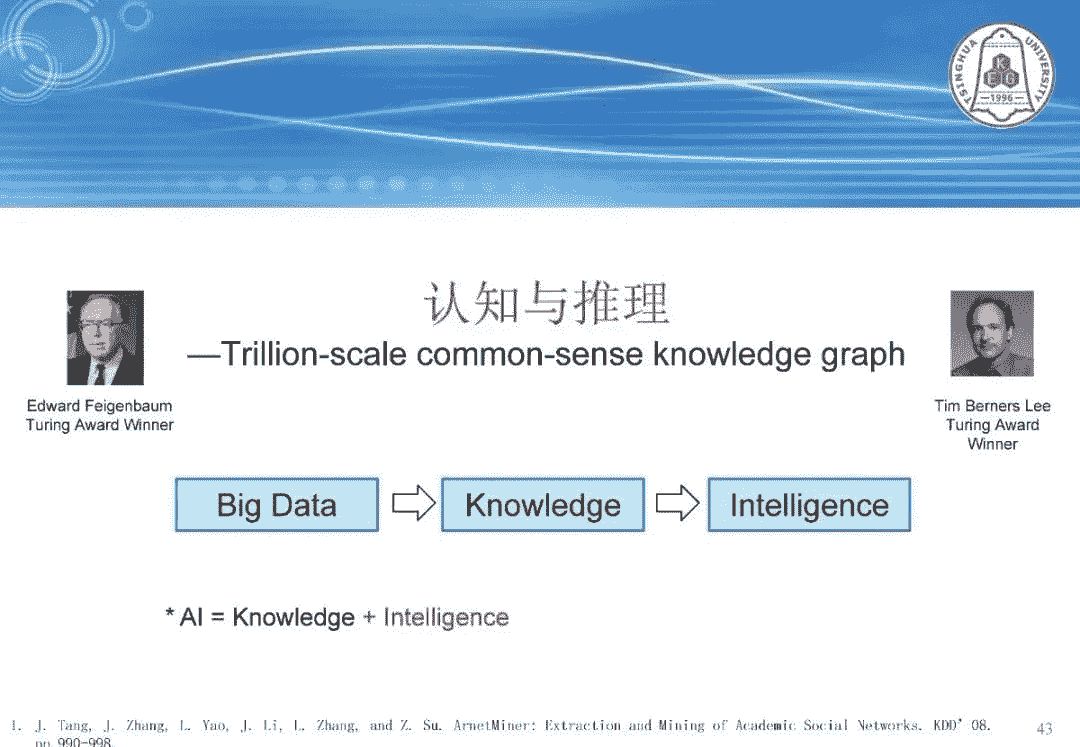 TSINGHUA UNIVERSITY
KEG
1996
认知与推理
—Trillion-scale common-sense knowledge graph
Edward Feigenbaum
Turing Award Winner
Tim Berners Lee
Turing Award
Winner
Big Data
Knowledge
Intelligence
* AI = Knowledge + Intelligence
1. J. Tang, J. Zhang, L. Yao, J. Li, L. Zhang, and Z. Su. ArnetMiner: Extraction and Mining of Academic Social Networks. KDD’08.
pp.990-998.
43